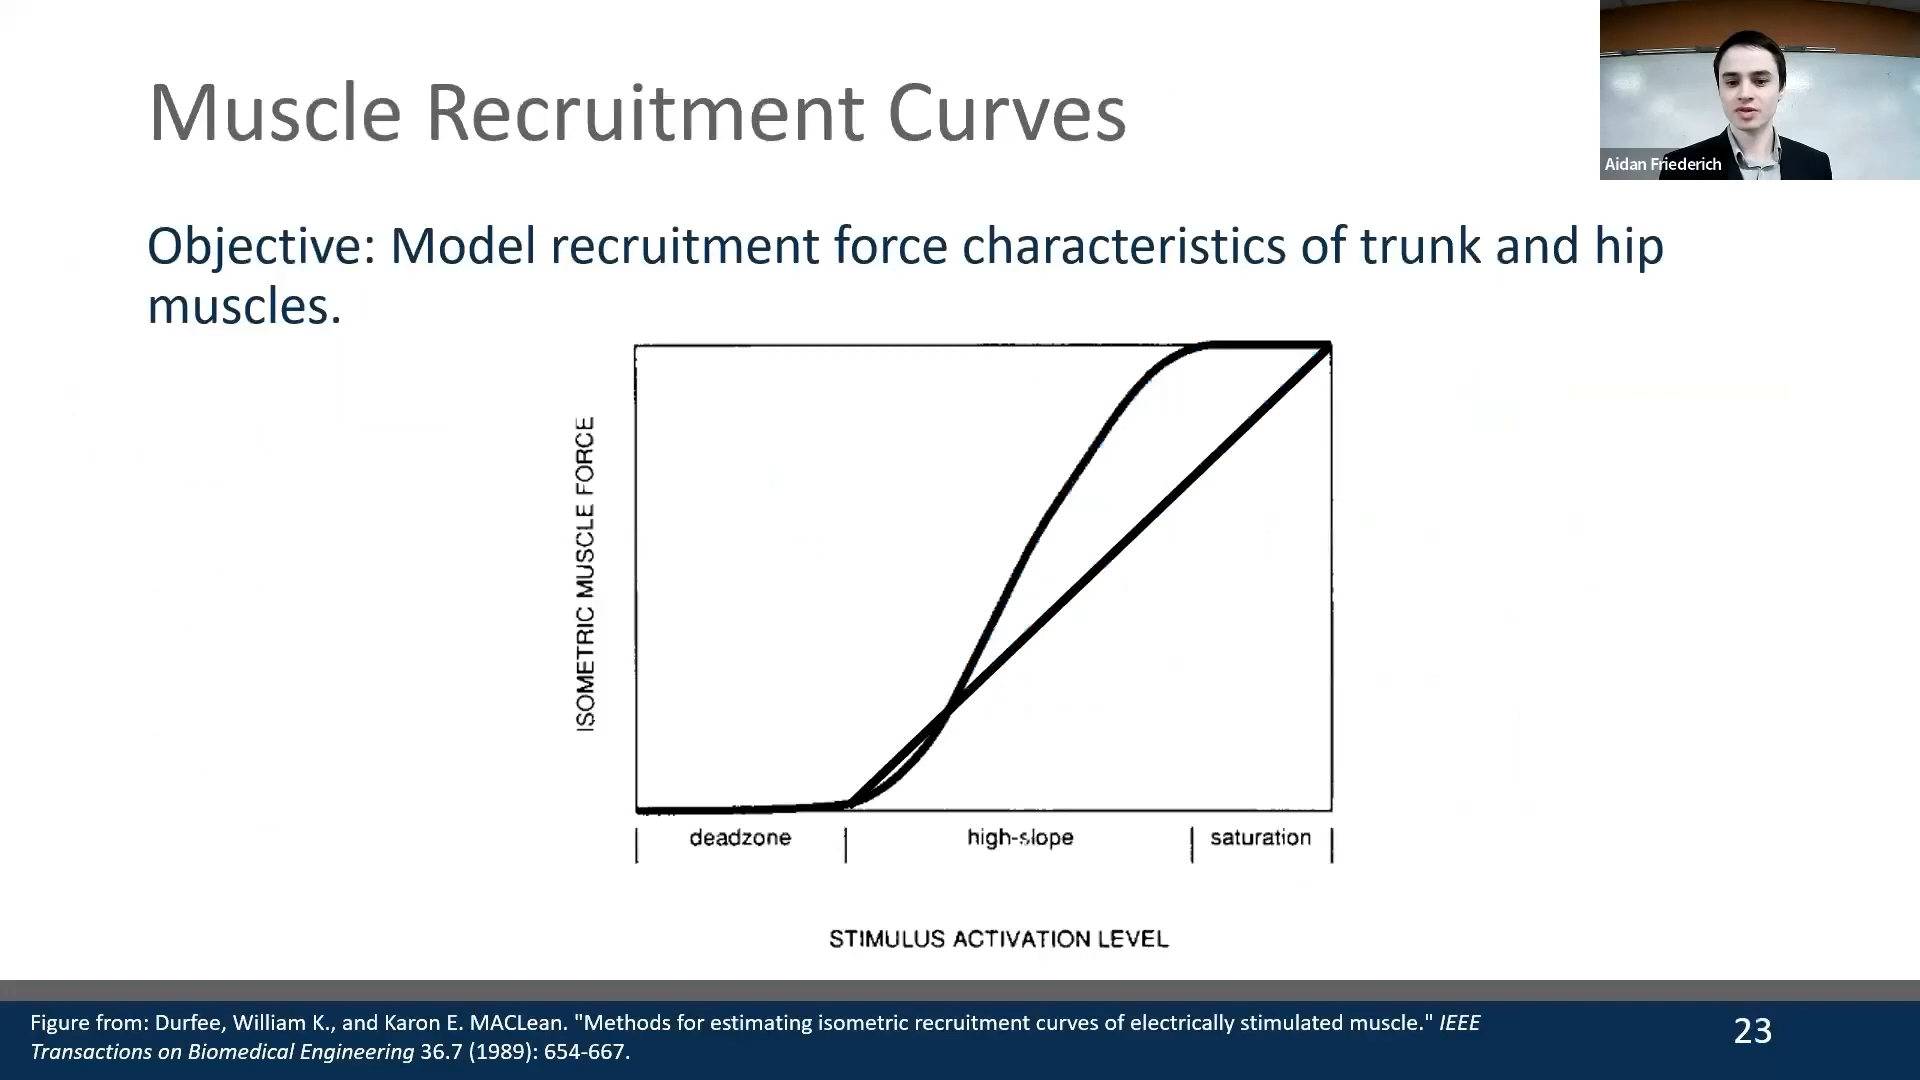 Muscle Recruitment Curves
Aidan Friederich
Objective: Model recruitment force characteristics of trunk and hip
muscles.
ISOMETRIC MUSCLE FORCE
deadzone
high-slope
saturation
STIMULUS ACTIVATION LEVEL
Figure from: Durfee, William K., and Karon E. MACLean. "Methods for estimating isometric recruitment curves of electrically stimulated muscle." IEEE
Transactions on Biomedical Engineering 36.7 (1989): 654-667.
23